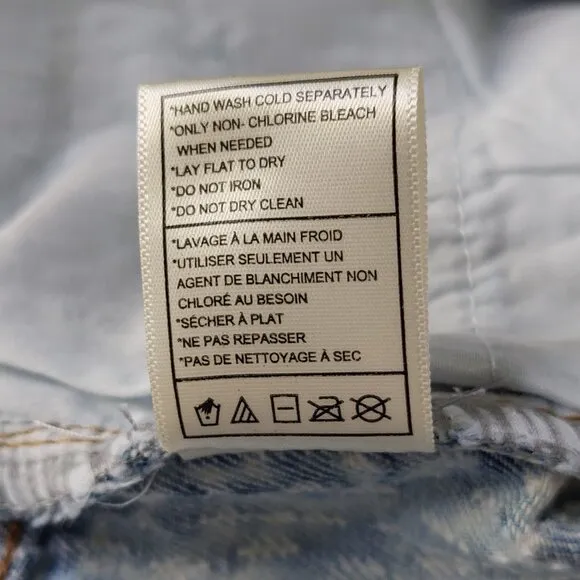 *HAND WASH COLD SEPARATELY
*ONLY NON- CHLORINE BLEACH
WHEN NEEDED
*LAY FLAT TO DRY
*DO NOT IRON
*DO NOT DRY CLEAN
*LAVAGE À LA MAIN FROID
*UTILISER SEULEMENT UN
AGENT DE BLANCHIMENT NON
CHLORÉ AU BESOIN
*SÉCHER À PLAT
*NE PAS REPASSER
*PAS DE NETTOYAGE À SEC